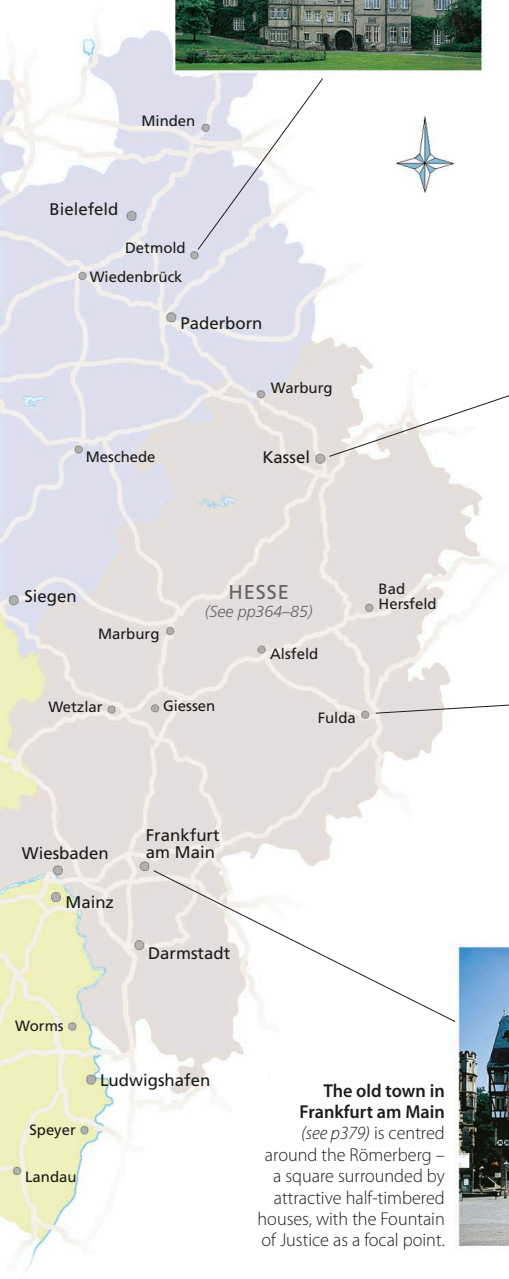 Minden
Bielefeld
Detmold
Wiedenbrück
Paderborn
Warburg
Kassel
Meschede
HESSE
(See pp364–85)
Siegen
Bad
Hersfeld
Marburg
Alsfeld
Wetzlar
Giessen
Fulda
Frankfurt
am Main
Wiesbaden
Mainz
Darmstadt
Worms
Ludwigshafen
Speyer
Landau
The old town in
Frankfurt am Main
(see p379) is centred
around the Römerberg –
a square surrounded by
attractive half-timbered
houses, with the Fountain
of Justice as a focal point.